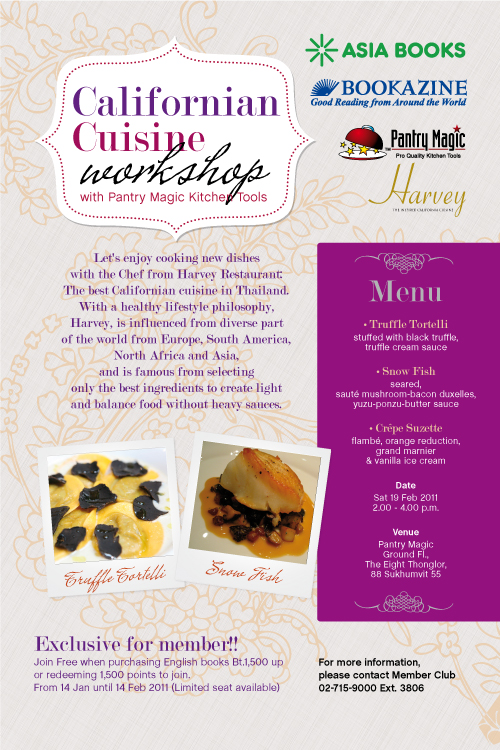 Californian
Cuisine
workshop
with Pantry Magic Kitchen Tools
ASIA BOOKS
BOOKAZINE
Good Reading from Around the World
Pantry Magic
Pro Quality Kitchen Tools
Harvey
Let's enjoy cooking new dishes
with the Chef from Harvey Restaurant:
The best Californian cuisine in Thailand.
With a healthy lifestyle philosophy,
Harvey, is influenced from diverse part
of the world from Europe, South America,
North Africa and Asia,
and is famous from selecting
only the best ingredients to create light
and balance food without heavy sauces.
Truffle Tortelli
Snow Fish
Menu
• Truffle Tortelli
stuffed with black truffle,
truffle cream sauce
• Snow Fish
seared,
sauté mushroom-bacon duxelles,
yuzu-ponzu-butter sauce
• Crêpe Suzette
flambé, orange reduction,
grand marnier
& vanilla ice cream
Date
Sat 19 Feb 2011
2.00 - 4.00 p.m.
Venue
Pantry Magic
Ground Fl.,
The Eight Thonglor,
88 Sukhumvit 55
Exclusive for member!!
Join Free when purchasing English books Bt.1,500 up
or redeeming 1,500 points to join.
From 14 Jan until 14 Feb 2011 (Limited seat available)
For more information,
please contact Member Club
02-715-9000 Ext. 3806